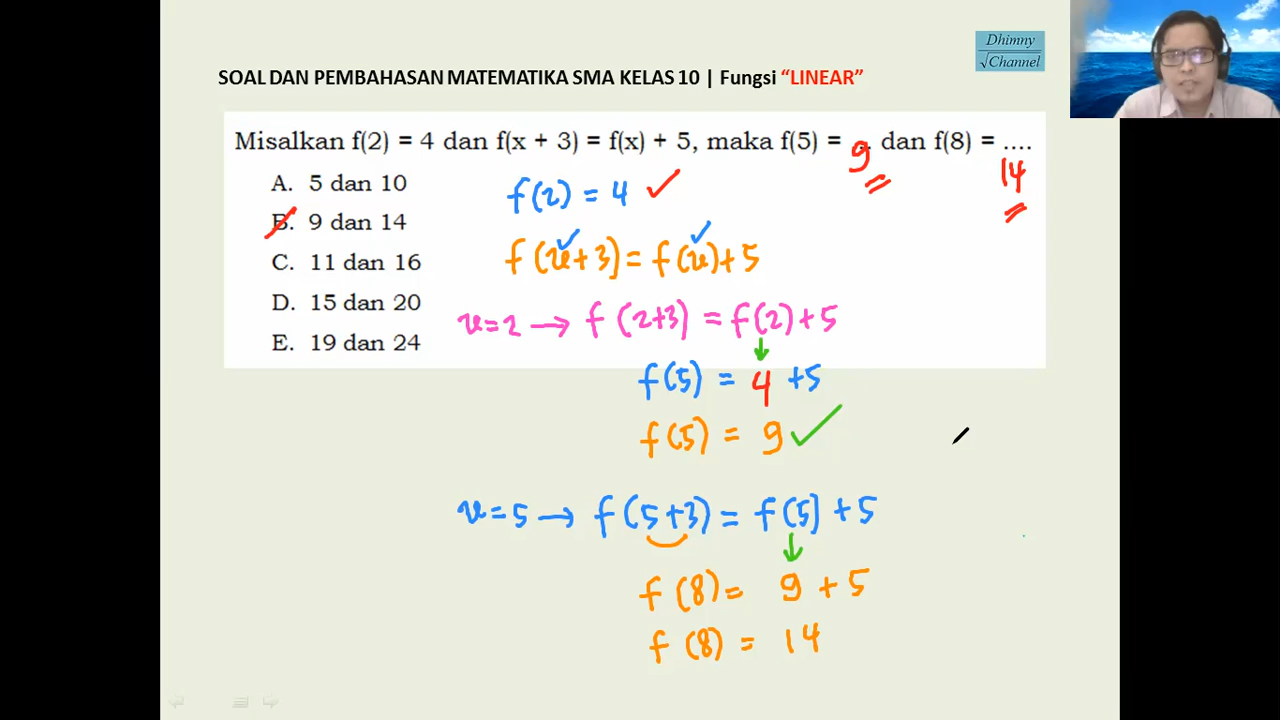 Dhimny
√Channel
SOAL DAN PEMBAHASAN MATEMATIKA SMA KELAS 10 | Fungsi “LINEAR”
Misalkan f(2) = 4 dan f(x + 3) = f(x) + 5, maka f(5) = ... dan f(8) = ....
9
14
A. 5 dan 10
f(2) = 4 ✓
B. 9 dan 14
f(x+3) = f(x)+5
C. 11 dan 16
D. 15 dan 20
x=2 → f(2+3) = f(2)+5
E. 19 dan 24
f(5) = 4 +5
f(5) = 9 ✓
x=5 → f(5+3) = f(5)+5
f(8) = 9 + 5
f(8) = 14